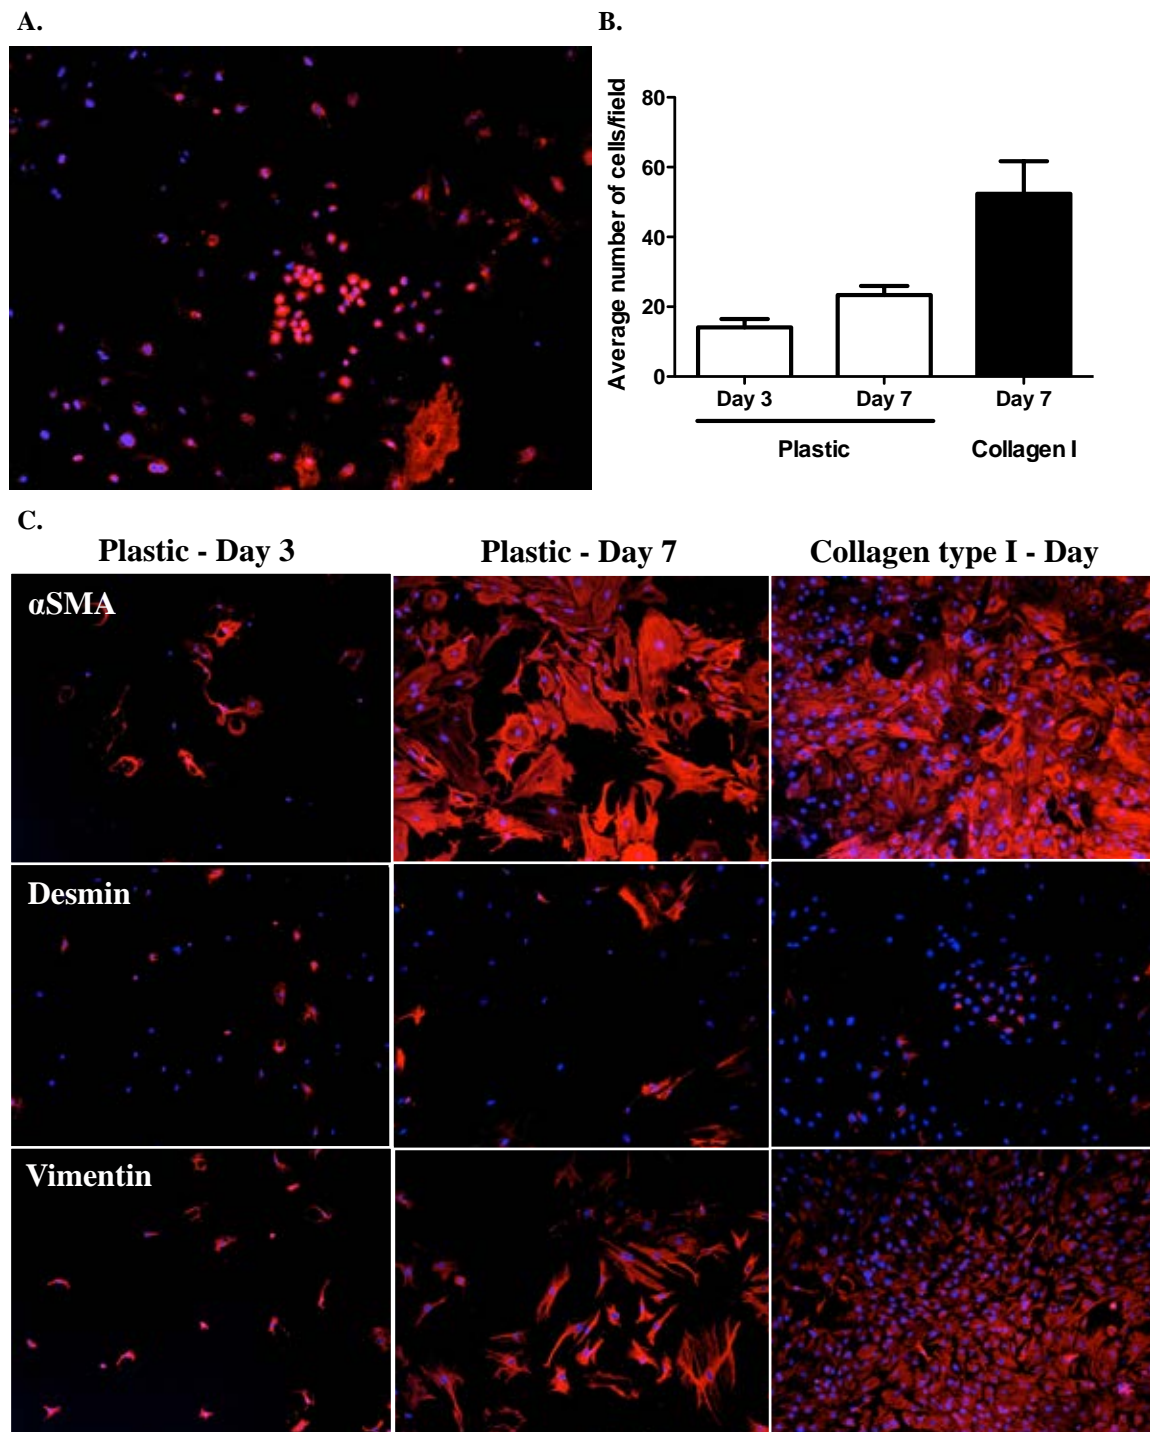 A.
B.
Average number of cells/field
80
60
40
20
0
Day 3
Day 7
Day 7
Plastic
Collagen I
C.
Plastic - Day 3
Plastic - Day 7
Collagen type I - Day
αSMA
Desmin
Vimentin